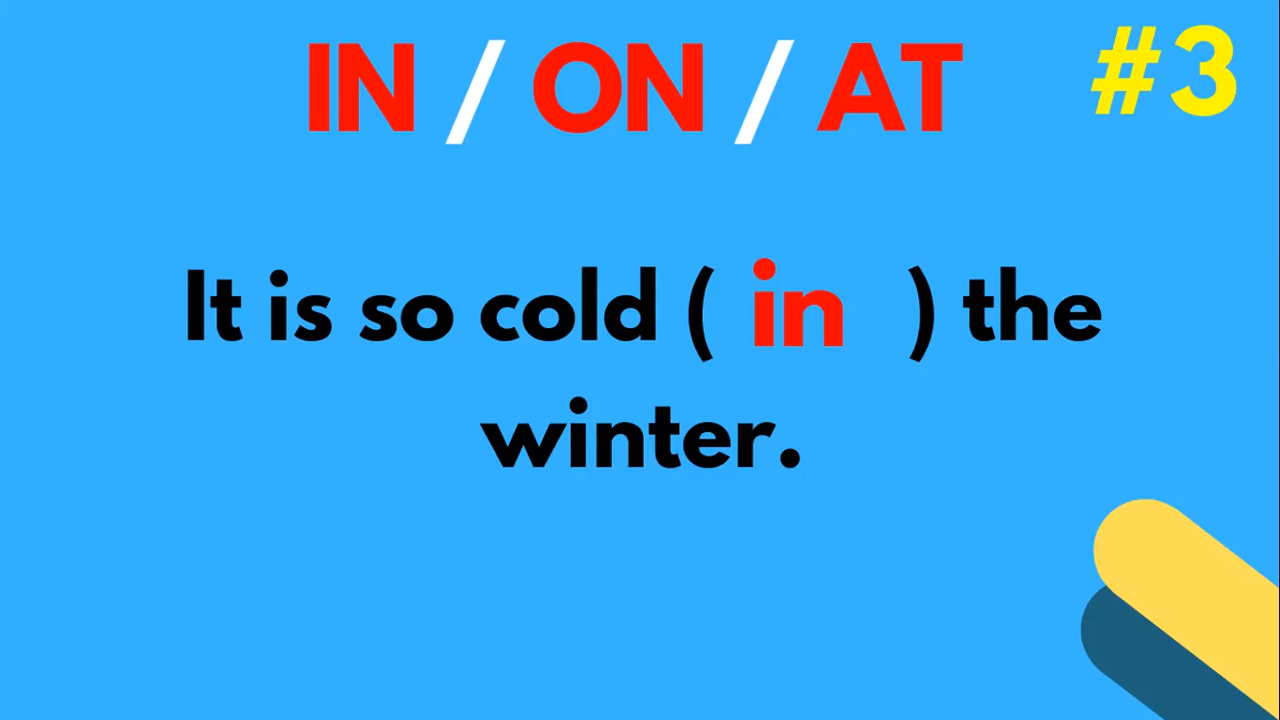 IN / ON / AT
#3
It is so cold ( in ) the
winter.